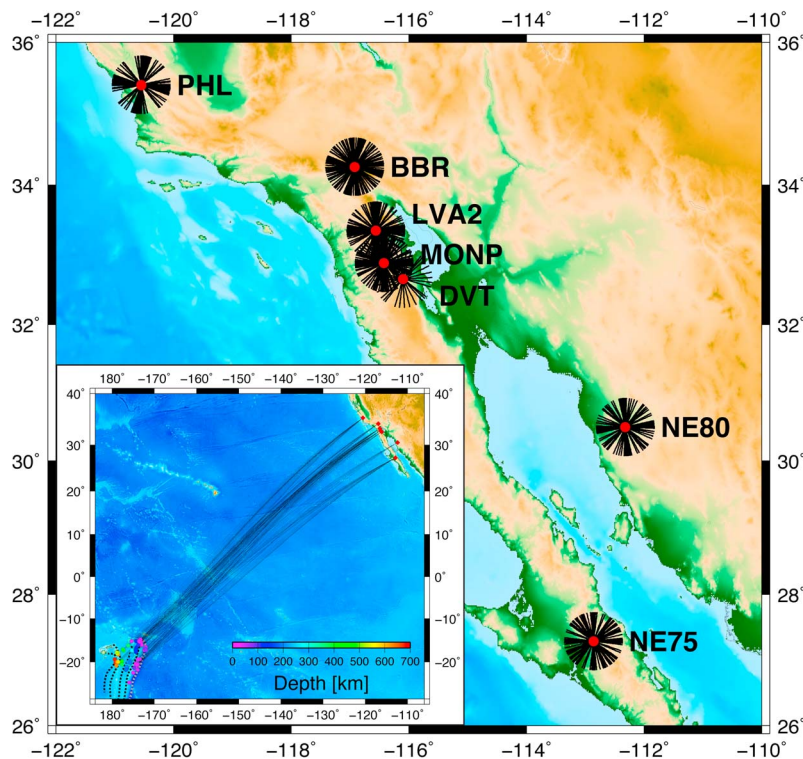 −122 −120 −118 −116 −114 −112 −110
36° 36°
PHL
34° BBR 34°
LVA2
MONP
DVT
32° 32°
180° −170° −160° −150° −140° −130° −120° −110°
40° 40°
NE80
30° 30° 30° 30°
20° 20°
0° 0°
28° 28°
−10° −10°
NE75
0 100 200 300 400 500 600 700
−20° −20°
Depth [km]
180° −170° −160° −150° −140° −130° −120° −110°
26° 26°
−122 −120 −118 −116 −114 −112 −110